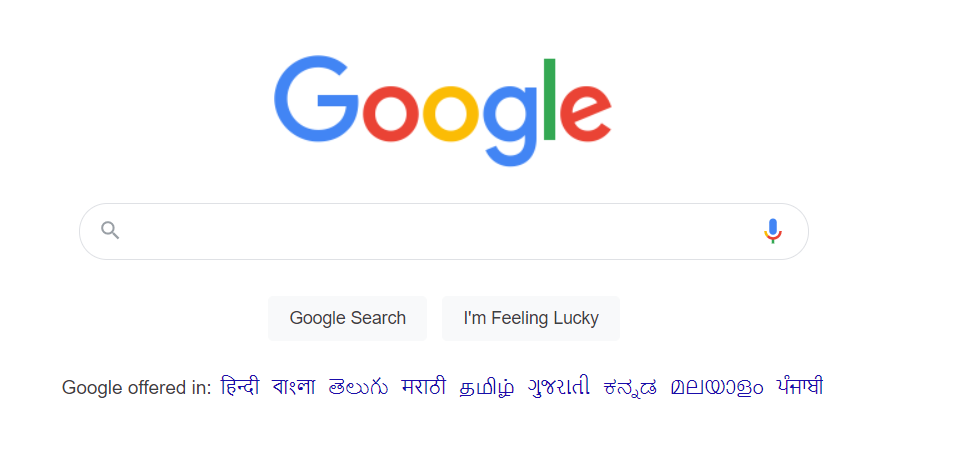 Google
Google Search I'm Feeling Lucky
Google offered in: हिन्दी বাংলা తెలుగు मराठी தமிழ் ગુજરાતી ಕನ್ನಡ മലയാളം ਪੰਜਾਬੀ